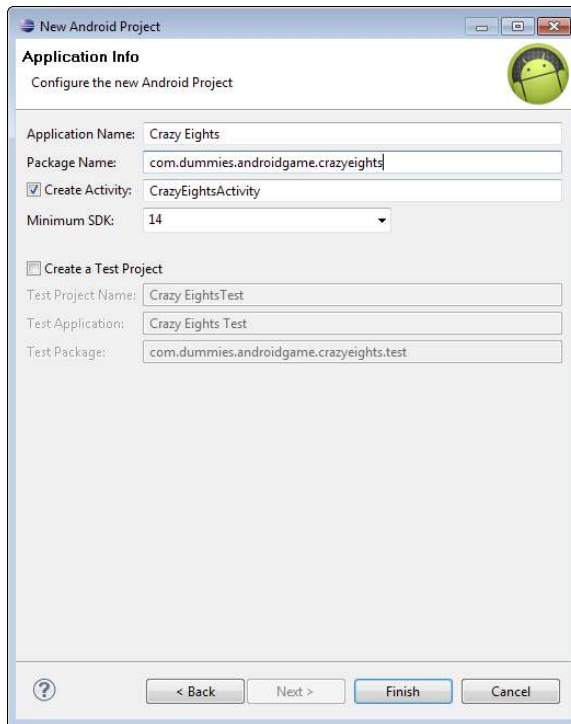 New Android Project
Application Info
Configure the new Android Project
Application Name: Crazy Eights
Package Name: com.dummies.androidgame.crazyeights
Create Activity: CrazyEightsActivity
Minimum SDK: 14
Create a Test Project
Test Project Name: Crazy EightsTest
Test Application: Crazy Eights Test
Test Package: com.dummies.androidgame.crazyeights.test
? < Back Next > Finish Cancel